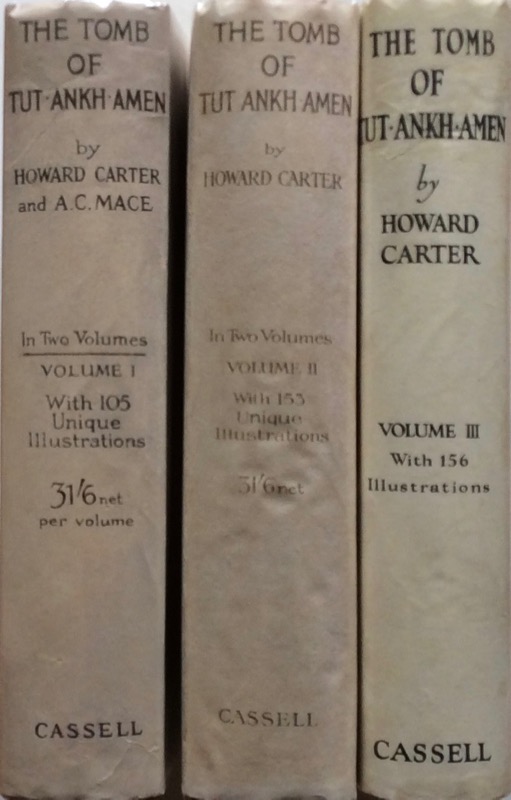 THE TOMB
OF
TUT·ANKH·AMEN
by
HOWARD CARTER
and A.C. MACE
In Two Volumes
VOLUME I
With 105
Unique
Illustrations
31/6 net
per volume
CASSELL
THE TOMB
OF
TUT ANKH AMEN
by
HOWARD CARTER
In Two Volumes
VOLUME II
With 153
Unique
Illustrations
31/6 net
CASSELL
THE TOMB
OF
TUT·ANKH·AMEN
by
HOWARD
CARTER
VOLUME III
With 156
Illustrations
CASSELL